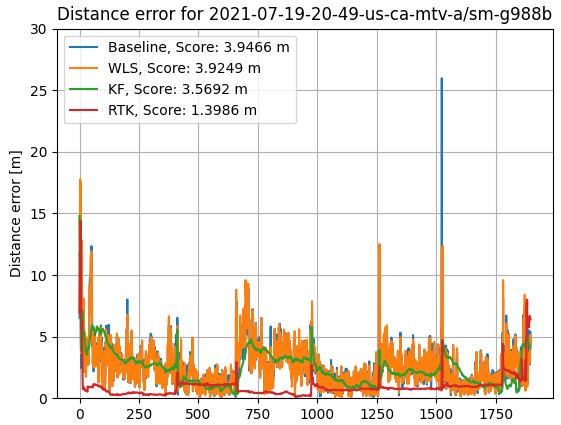 Distance error for 2021-07-19-20-49-us-ca-mtv-a/sm-g988b
Baseline, Score: 3.9466 m
WLS, Score: 3.9249 m
KF, Score: 3.5692 m
RTK, Score: 1.3986 m
Distance error [m]
30
25
20
15
10
5
0
0 250 500 750 1000 1250 1500 1750